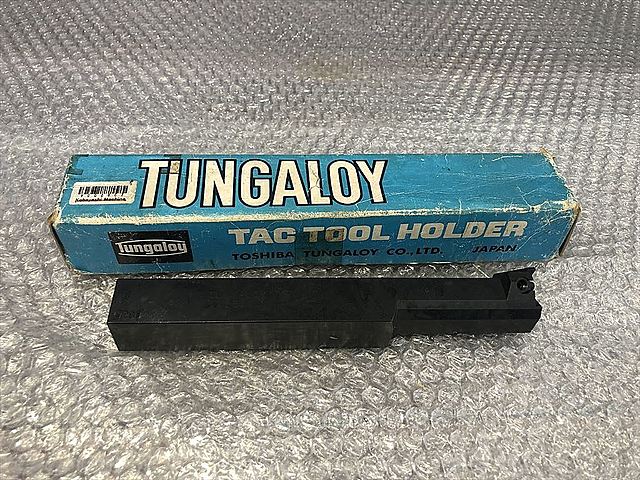 TUNGALOY
Tungaloy
TAC TOOL HOLDER
TOSHIBA TUNGALOY CO., LTD. JAPAN